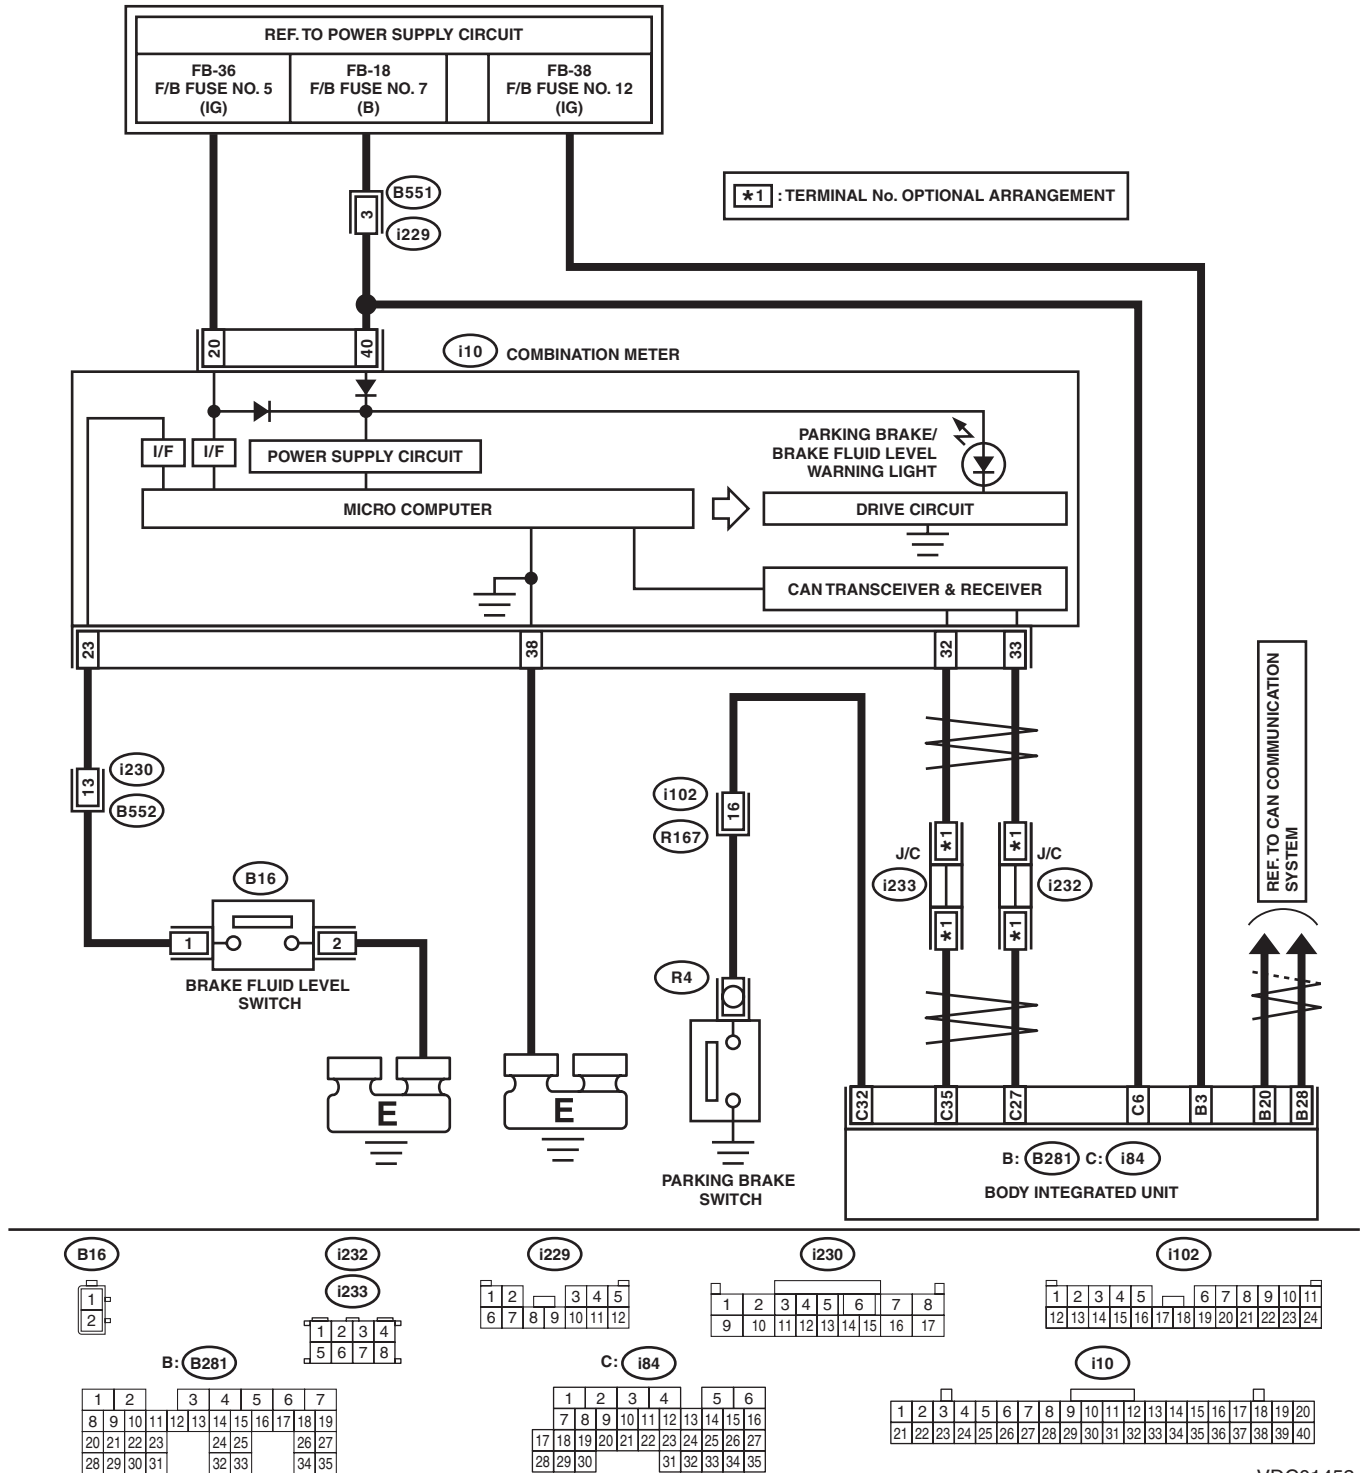 REF. TO POWER SUPPLY CIRCUIT
FB-36
F/B FUSE NO. 5
(IG)
FB-18
F/B FUSE NO. 7
(B)
FB-38
F/B FUSE NO. 12
(IG)
3
B551
i229
*1 : TERMINAL No. OPTIONAL ARRANGEMENT
20
40
i10 COMBINATION METER
I/F
I/F
POWER SUPPLY CIRCUIT
PARKING BRAKE/
BRAKE FLUID LEVEL
WARNING LIGHT
MICRO COMPUTER
DRIVE CIRCUIT
CAN TRANSCEIVER & RECEIVER
23
38
32
33
REF. TO CAN COMMUNICATION
SYSTEM
13
i230
B552
i102
16
R167
*1
*1
J/C
J/C
i233
i232
*1
*1
B16
1
2
BRAKE FLUID LEVEL
SWITCH
R4
E
E
PARKING BRAKE
SWITCH
C32
C35
C27
C6
B3
B20
B28
B: B281 C: i84
BODY INTEGRATED UNIT
B16
1
2
i232
i233
1 2 3 4
5 6 7 8
i229
1 2 3 4 5
6 7 8 9 10 11 12
i230
1 2 3 4 5 6 7 8
9 10 11 12 13 14 15 16 17
i102
1 2 3 4 5 6 7 8 9 10 11
12 13 14 15 16 17 18 19 20 21 22 23 24
B: B281
1 2 3 4 5 6 7
8 9 10 11 12 13 14 15 16 17 18 19
20 21 22 23 24 25 26 27
28 29 30 31 32 33 34 35
C: i84
1 2 3 4 5 6
7 8 9 10 11 12 13 14 15 16
17 18 19 20 21 22 23 24 25 26 27
28 29 30 31 32 33 34 35
i10
1 2 3 4 5 6 7 8 9 10 11 12 13 14 15 16 17 18 19 20
21 22 23 24 25 26 27 28 29 30 31 32 33 34 35 36 37 38 39 40